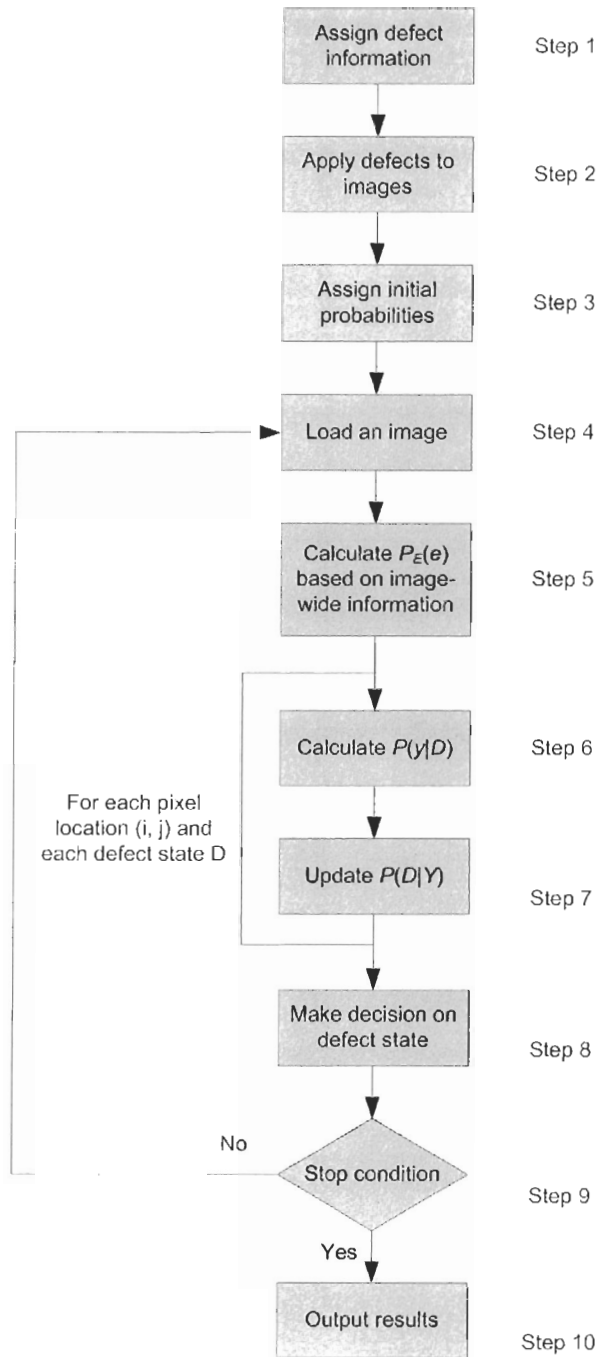 Assign defect
information
Step 1
Apply defects to
images
Step 2
Assign initial
probabilities
Step 3
Load an image
Step 4
Calculate P_E(e)
based on image-
wide information
Step 5
Calculate P(y|D)
Step 6
For each pixel
location (i, j) and
each defect state D
Update P(D|Y)
Step 7
Make decision on
defect state
Step 8
No
Stop condition
Step 9
Yes
Output results
Step 10